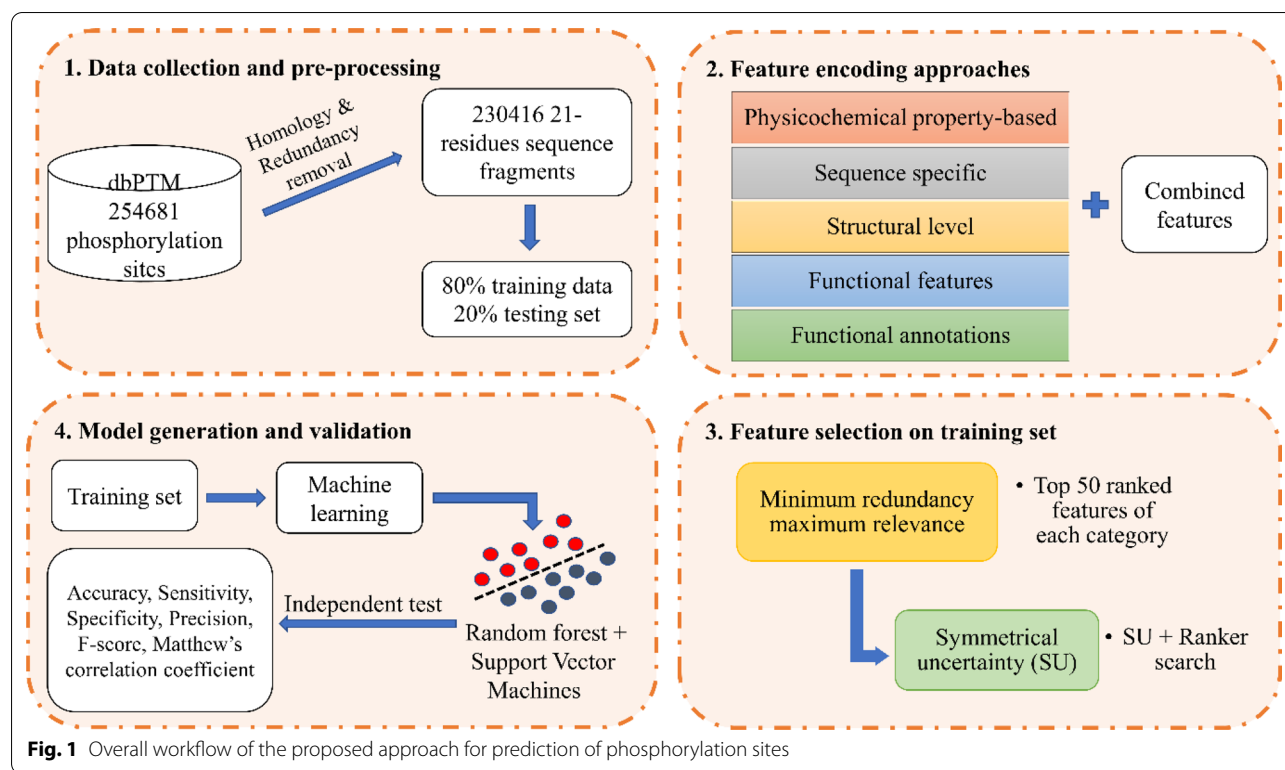 1. Data collection and pre-processing
dbPTM
254681
phosphorylation
sites
Homology &
Redundancy
removal
230416 21-
residues sequence
fragments
80% training data
20% testing set
2. Feature encoding approaches
Physicochemical property-based
Sequence specific
Structural level
Functional features
Functional annotations
Combined
features
4. Model generation and validation
Training set
Machine
learning
Random forest +
Support Vector
Machines
Independent test
Accuracy, Sensitivity,
Specificity, Precision,
F-score, Matthew's
correlation coefficient
3. Feature selection on training set
Minimum redundancy
maximum relevance
• Top 50 ranked
features of
each category
Symmetrical
uncertainty (SU)
• SU + Ranker
search
Fig. 1 Overall workflow of the proposed approach for prediction of phosphorylation sites